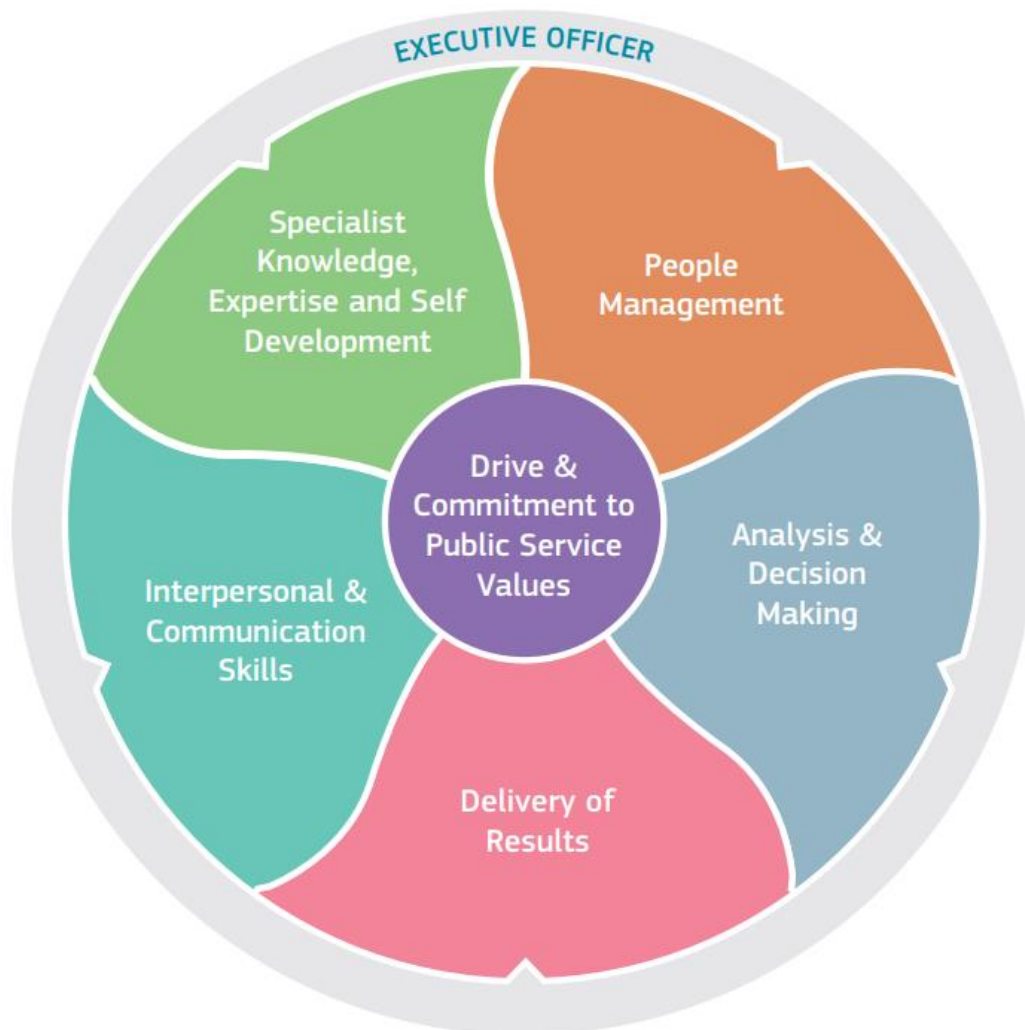 EXECUTIVE OFFICER
Specialist
Knowledge,
Expertise and Self
Development
People
Management
Drive &
Commitment to
Public Service
Values
Analysis &
Decision
Making
Interpersonal &
Communication
Skills
Delivery of
Results